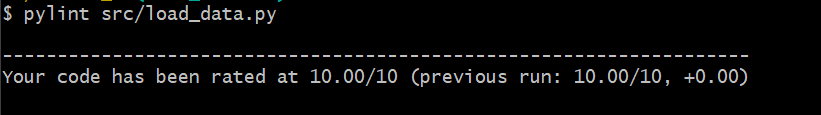 $ pylint src/load_data.py
--------------------------------------------------------------------
Your code has been rated at 10.00/10 (previous run: 10.00/10, +0.00)